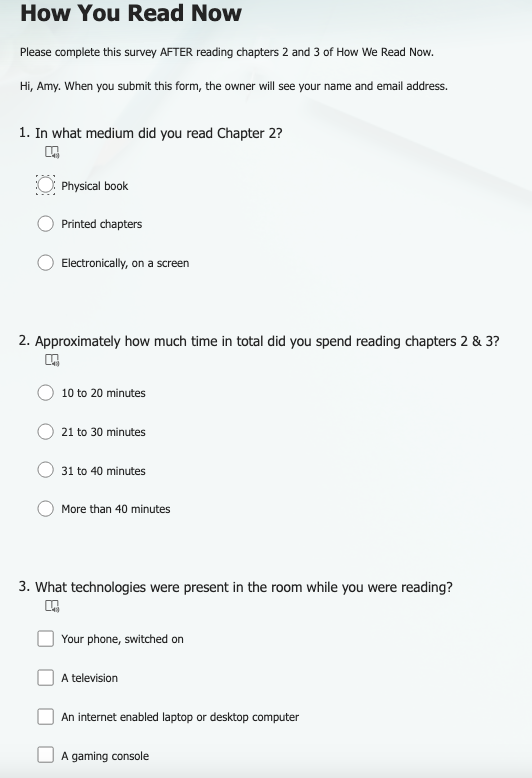 How You Read Now
Please complete this survey AFTER reading chapters 2 and 3 of How We Read Now.
Hi, Amy. When you submit this form, the owner will see your name and email address.
1. In what medium did you read Chapter 2?
Physical book
Printed chapters
Electronically, on a screen
2. Approximately how much time in total did you spend reading chapters 2 & 3?
10 to 20 minutes
21 to 30 minutes
31 to 40 minutes
More than 40 minutes
3. What technologies were present in the room while you were reading?
Your phone, switched on
A television
An internet enabled laptop or desktop computer
A gaming console